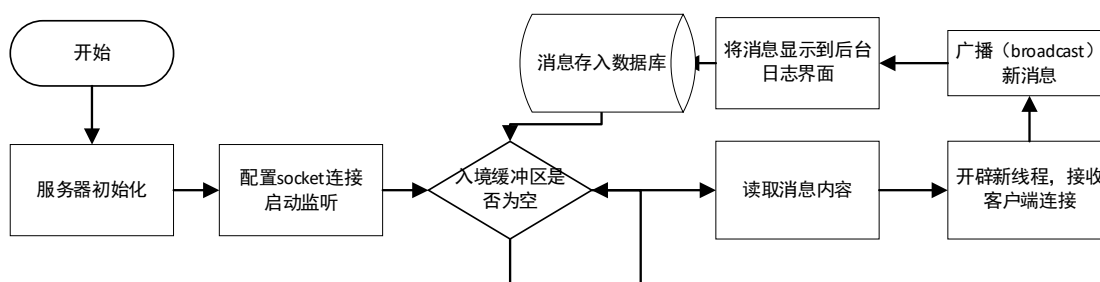 开始
消息存入数据库
将消息显示到后台
日志界面
广播（broadcast）
新消息
服务器初始化
配置socket连接
启动监听
入境缓冲区是
否为空
读取消息内容
开辟新线程，接收
客户端连接